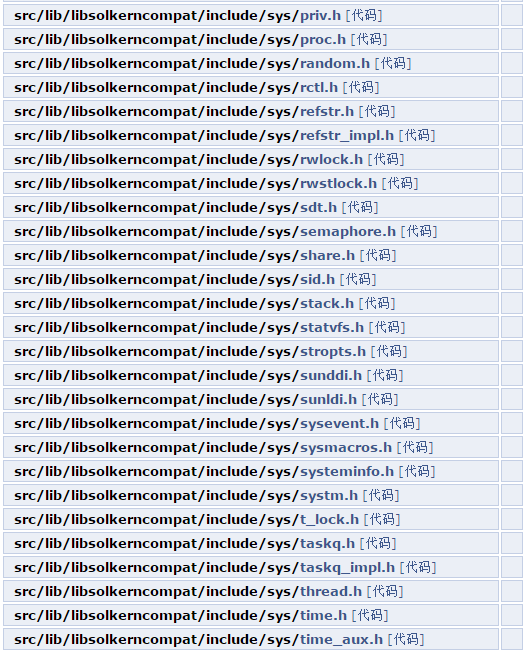 src/lib/libsolkerncompat/include/sys/priv.h [代码]
src/lib/libsolkerncompat/include/sys/proc.h [代码]
src/lib/libsolkerncompat/include/sys/random.h [代码]
src/lib/libsolkerncompat/include/sys/rctl.h [代码]
src/lib/libsolkerncompat/include/sys/refstr.h [代码]
src/lib/libsolkerncompat/include/sys/refstr_impl.h [代码]
src/lib/libsolkerncompat/include/sys/rwlock.h [代码]
src/lib/libsolkerncompat/include/sys/rwstlock.h [代码]
src/lib/libsolkerncompat/include/sys/sdt.h [代码]
src/lib/libsolkerncompat/include/sys/semaphore.h [代码]
src/lib/libsolkerncompat/include/sys/share.h [代码]
src/lib/libsolkerncompat/include/sys/sid.h [代码]
src/lib/libsolkerncompat/include/sys/stack.h [代码]
src/lib/libsolkerncompat/include/sys/statvfs.h [代码]
src/lib/libsolkerncompat/include/sys/stropts.h [代码]
src/lib/libsolkerncompat/include/sys/sunddi.h [代码]
src/lib/libsolkerncompat/include/sys/sunldi.h [代码]
src/lib/libsolkerncompat/include/sys/sysevent.h [代码]
src/lib/libsolkerncompat/include/sys/sysmacros.h [代码]
src/lib/libsolkerncompat/include/sys/systeminfo.h [代码]
src/lib/libsolkerncompat/include/sys/systm.h [代码]
src/lib/libsolkerncompat/include/sys/t_lock.h [代码]
src/lib/libsolkerncompat/include/sys/taskq.h [代码]
src/lib/libsolkerncompat/include/sys/taskq_impl.h [代码]
src/lib/libsolkerncompat/include/sys/thread.h [代码]
src/lib/libsolkerncompat/include/sys/time.h [代码]
src/lib/libsolkerncompat/include/sys/time_aux.h [代码]